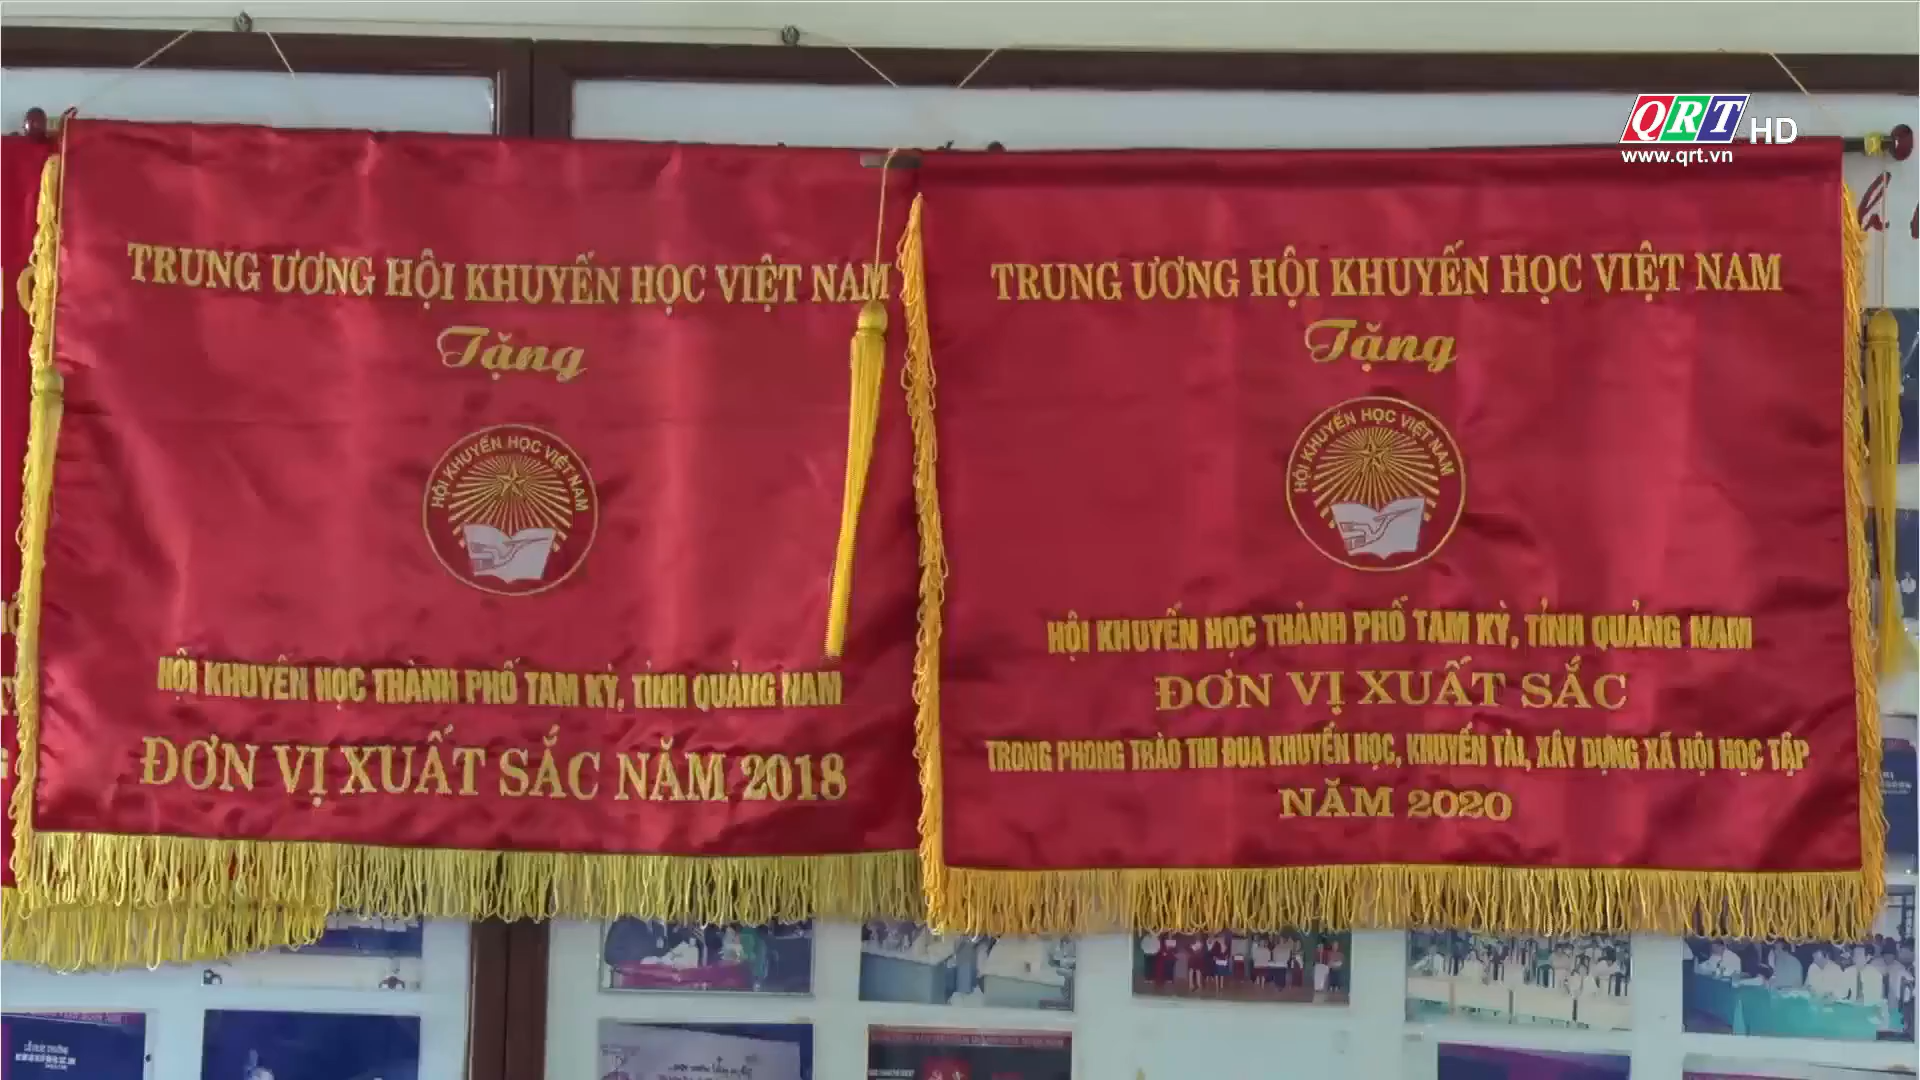 QRT HD
www.qrt.vn
TRUNG ƯƠNG HỘI KHUYẾN HỌC VIỆT NAM
Tặng
HỘI KHUYẾN HỌC VIỆT NAM
HỘI KHUYẾN HỌC THÀNH PHỐ TAM KỲ, TỈNH QUẢNG NAM
ĐƠN VỊ XUẤT SẮC NĂM 2018
TRUNG ƯƠNG HỘI KHUYẾN HỌC VIỆT NAM
Tặng
HỘI KHUYẾN HỌC VIỆT NAM
HỘI KHUYẾN HỌC THÀNH PHỐ TAM KỲ, TỈNH QUẢNG NAM
ĐƠN VỊ XUẤT SẮC
TRONG PHONG TRÀO THI ĐUA KHUYẾN HỌC, KHUYẾN TÀI, XÂY DỰNG XÃ HỘI HỌC TẬP
NĂM 2020